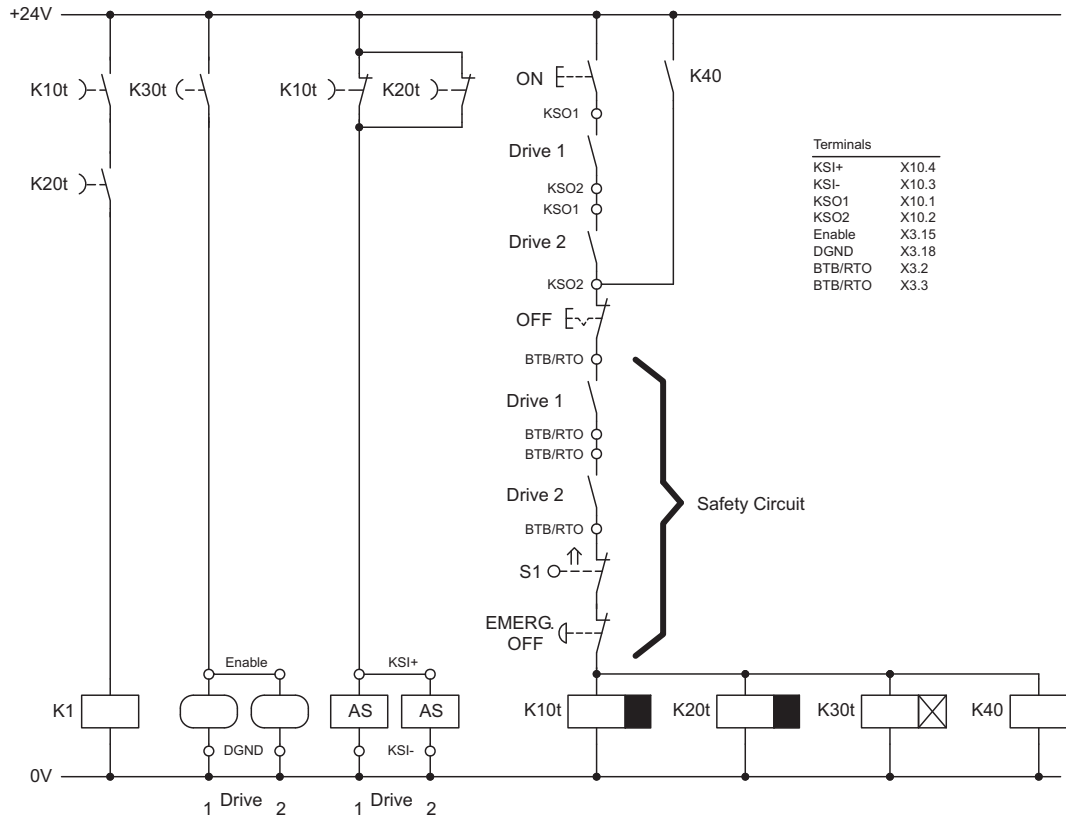 +24V
K10t
K30t
K10t
K20t
ON
K40
KSO1
Drive 1
KSO2
KSO1
Drive 2
KSO2
OFF
BTB/RTO
Drive 1
BTB/RTO
BTB/RTO
Drive 2
BTB/RTO
S1
EMERG.
OFF
K20t
Terminals
KSI+ X10.4
KSI- X10.3
KSO1 X10.1
KSO2 X10.2
Enable X3.15
DGND X3.18
BTB/RTO X3.2
BTB/RTO X3.3
Safety Circuit
Enable
KSI+
K1
AS
AS
K10t
K20t
K30t
K40
DGND
KSI-
0V
1 Drive 2
1 Drive 2